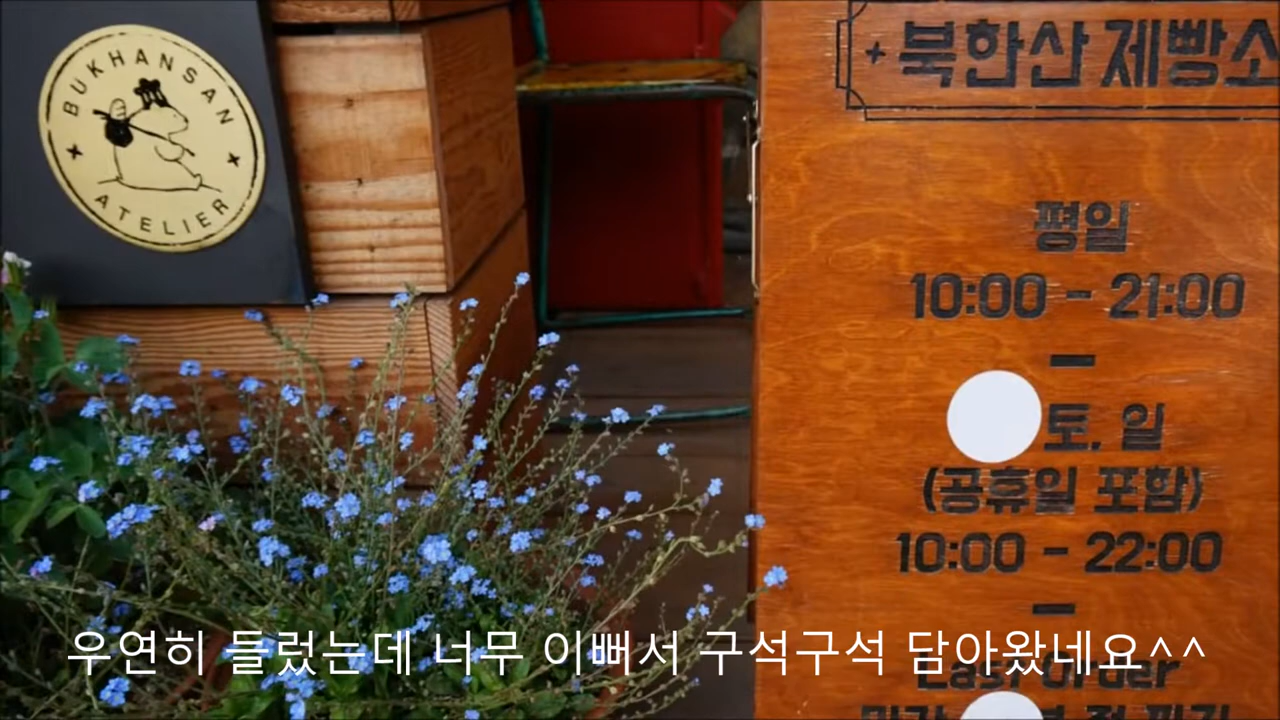 BUKHANSAN
ATELIER
북한산 제빵소
평일
10:00 - 21:00
토. 일
(공휴일 포함)
10:00 - 22:00
Last Order
우연히 들렀는데 너무 이뻐서 구석구석 담아왔네요^^